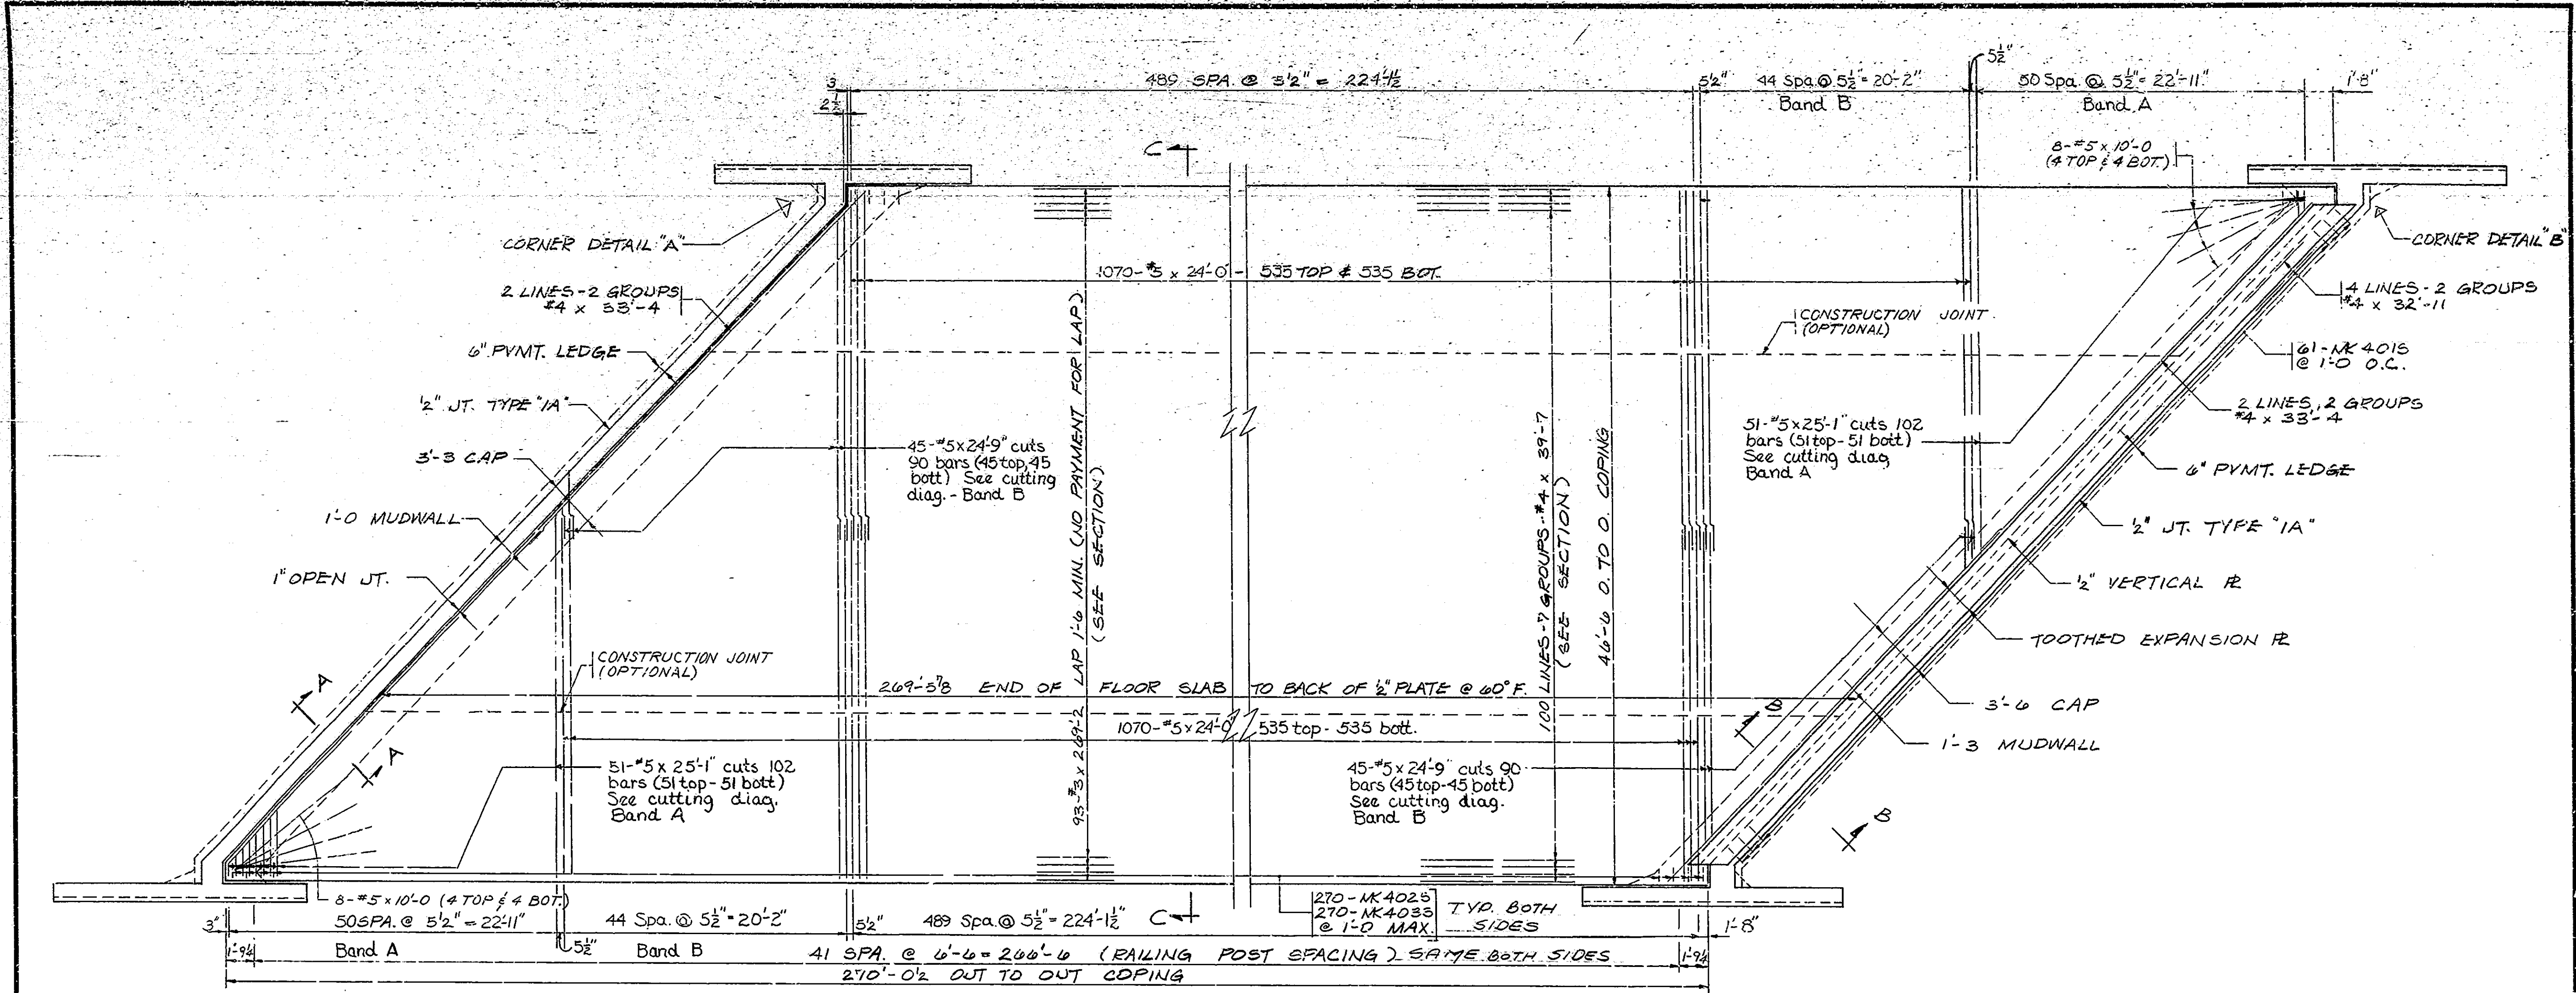 489 SPA. @ 5'2" = 224'-1½
3
2½
5'2"
44 Spa. @ 5½" = 20'-2"
Band B
5½"
50 Spa. @ 5½" = 22'-11"
Band A
1'-8"
8-#5 x 10'-0
(4 TOP & 4 BOT.)
C
CORNER DETAIL "A"
CORNER DETAIL "B"
1070-#5 x 24'-0 - 535 TOP & 535 BOT.
2 LINES-2 GROUPS
#4 x 33'-4
4 LINES-2 GROUPS
#4 x 32'-11
CONSTRUCTION JOINT
(OPTIONAL)
6" PVMT. LEDGE
61-MK 401S
@ 1'-0 O.C.
½" JT. TYPE "1A"
2 LINES, 2 GROUPS
#4 x 33'-4
3'-3 CAP
45-#5x24'-9" cuts
90 bars (45 top, 45
bott) See cutting
diag. - Band B
51-#5x25'-1" cuts 102
bars (51 top-51 bott)
See cutting diag,
Band A
6" PVMT. LEDGE
1'-0 MUDWALL
½" JT. TYPE "1A"
1" OPEN JT.
½" VERTICAL PL
93-#3 x 269'-2 LAP 1'-6 MIN. (NO PAYMENT FOR LAP)
(SEE SECTION)
100 LINES-7 GROUPS-#4 x 39'-7
(SEE SECTION)
46'-6 O. TO O. COPING
TOOTHED EXPANSION PL
CONSTRUCTION JOINT
(OPTIONAL)
A
269'-5⅞ END OF FLOOR SLAB TO BACK OF ½" PLATE @ 60° F.
3'-6 CAP
B
1070-#5x24'-0 535 top - 535 bott.
1'-3 MUDWALL
A
51-#5 x 25'-1" cuts 102
bars (51 top-51 bott)
See cutting diag.
Band A
45-#5x24'-9" cuts 90
bars (45 top-45 bott)
See cutting diag.
Band B
B
8-#5 x 10'-0 (4 TOP & 4 BOT.)
270-MK402S
270-MK403S
@ 1'-0 MAX.
TYP. BOTH
SIDES
3"
50 SPA. @ 5'2" = 22'-11"
44 Spa. @ 5½" = 20'-2"
5½"
489 Spa. @ 5½" = 224'-1½"
C
1'-8"
1'-9¼
Band A
5½"
Band B
41 SPA. @ 6'-6 = 266'-6 (RAILING POST SPACING) SAME BOTH SIDES
1'-9¼
270'-0½ OUT TO OUT COPING